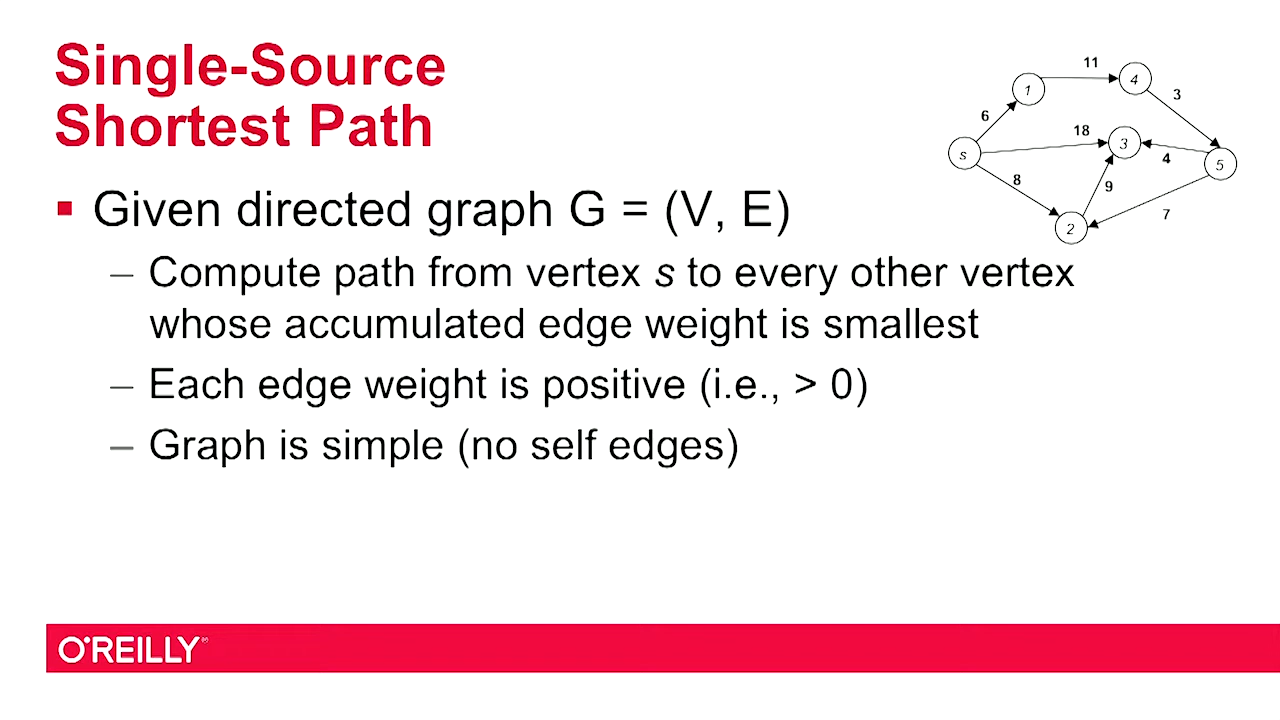 Single-Source
Shortest Path
▪ Given directed graph G = (V, E)
– Compute path from vertex s to every other vertex
whose accumulated edge weight is smallest
– Each edge weight is positive (i.e., > 0)
– Graph is simple (no self edges)
11
1
4
3
6
18
3
s
4
5
8
9
7
2
O'REILLY®